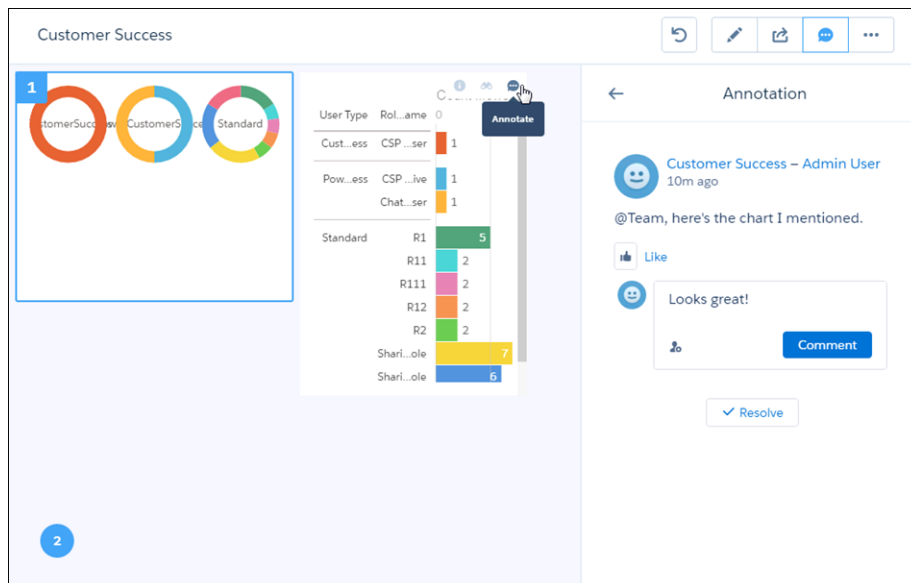 Customer Success
1
CustomerSuc
CustomerS
ce
Standard
User Type Rol...ame 0
Annotate
Cust...ess CSP ...ser 1
Pow...ess CSP ...ive 1
Chat...ser 1
Standard R1 5
R11 2
R111 2
R12 2
R2 2
Shari...ole 7
Shari...ole 6
2
Annotation
Customer Success – Admin User
10m ago
@Team, here's the chart I mentioned.
Like
Looks great!
Comment
Resolve